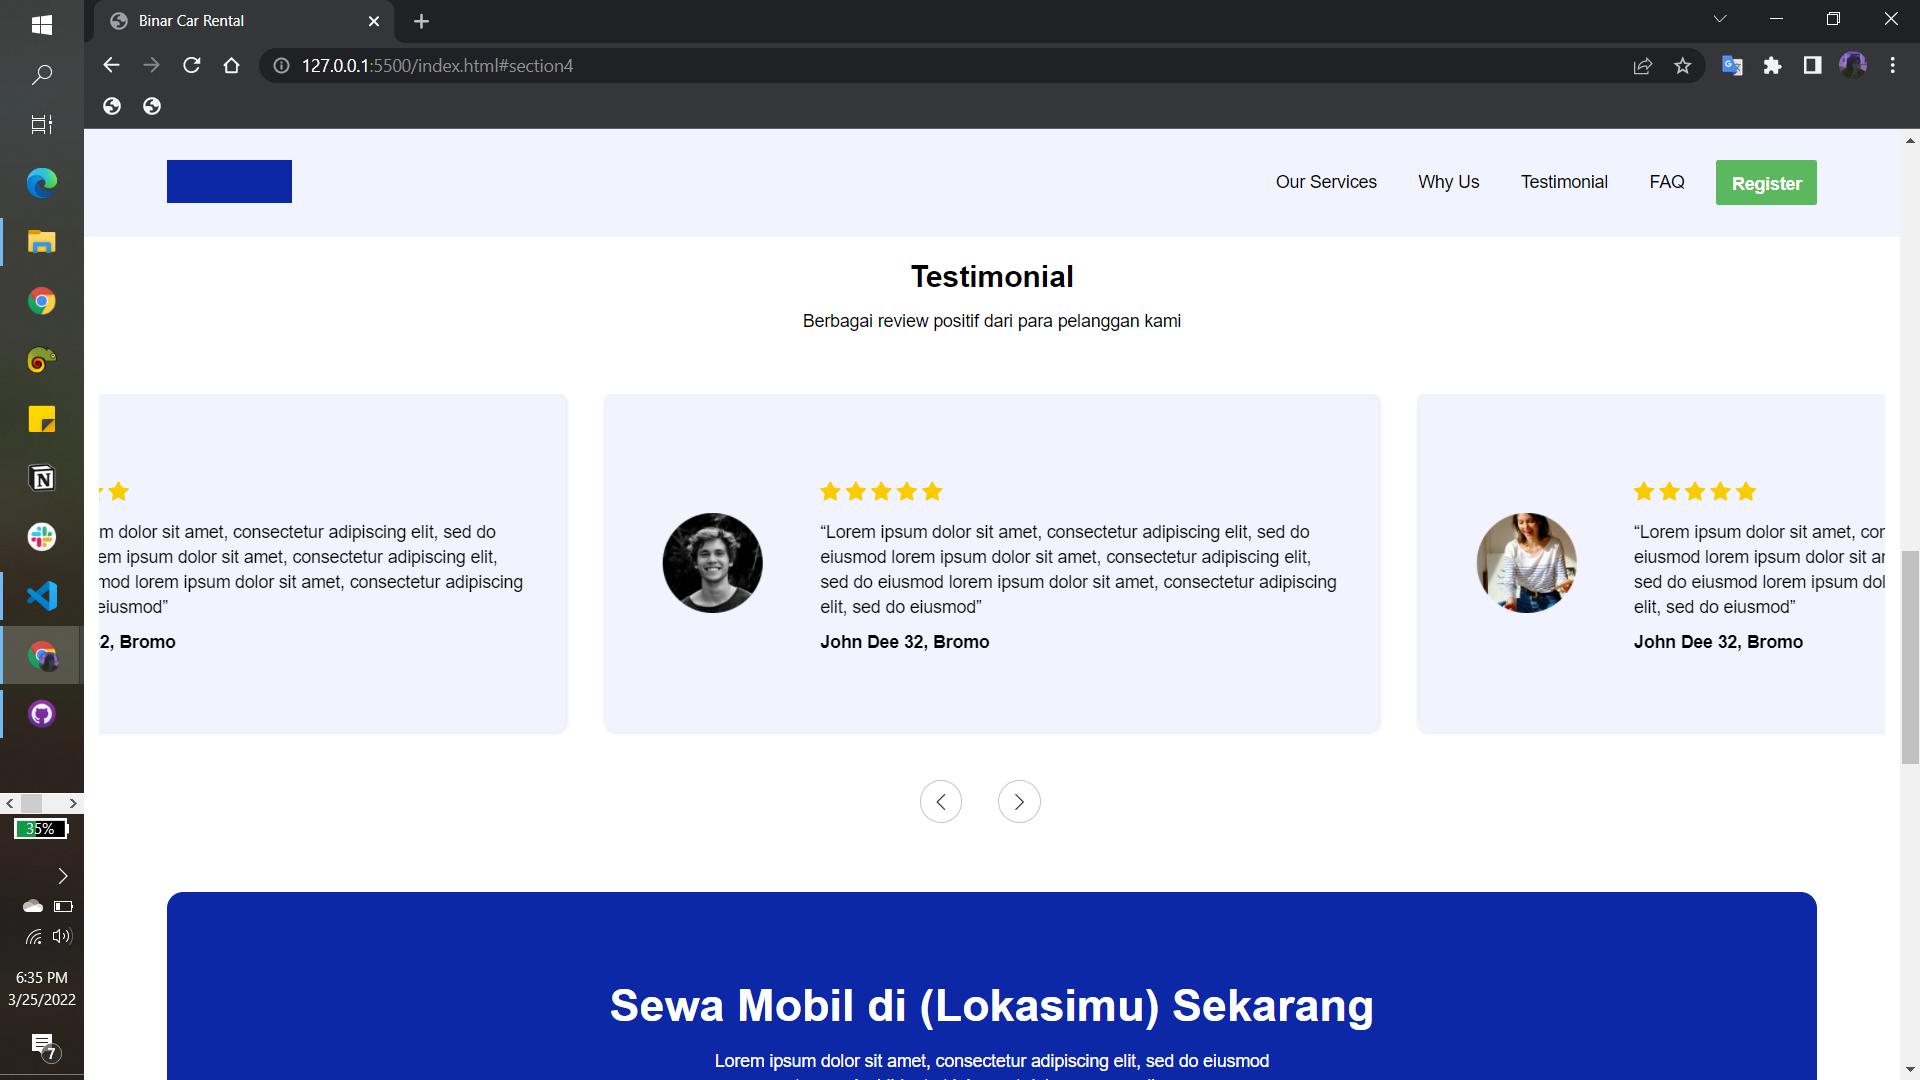 Binar Car Rental
127.0.0.1:5500/index.html#section4
Our Services
Why Us
Testimonial
FAQ
Register
Testimonial
Berbagai review positif dari para pelanggan kami
m dolor sit amet, consectetur adipiscing elit, sed do
em ipsum dolor sit amet, consectetur adipiscing elit,
mod lorem ipsum dolor sit amet, consectetur adipiscing
eiusmod”
2, Bromo
“Lorem ipsum dolor sit amet, consectetur adipiscing elit, sed do
eiusmod lorem ipsum dolor sit amet, consectetur adipiscing elit,
sed do eiusmod lorem ipsum dolor sit amet, consectetur adipiscing
elit, sed do eiusmod”
John Dee 32, Bromo
“Lorem ipsum dolor sit amet, cor
eiusmod lorem ipsum dolor sit ar
sed do eiusmod lorem ipsum dol
elit, sed do eiusmod”
John Dee 32, Bromo
Sewa Mobil di (Lokasimu) Sekarang
Lorem ipsum dolor sit amet, consectetur adipiscing elit, sed do eiusmod
35%
6:35 PM
3/25/2022
7